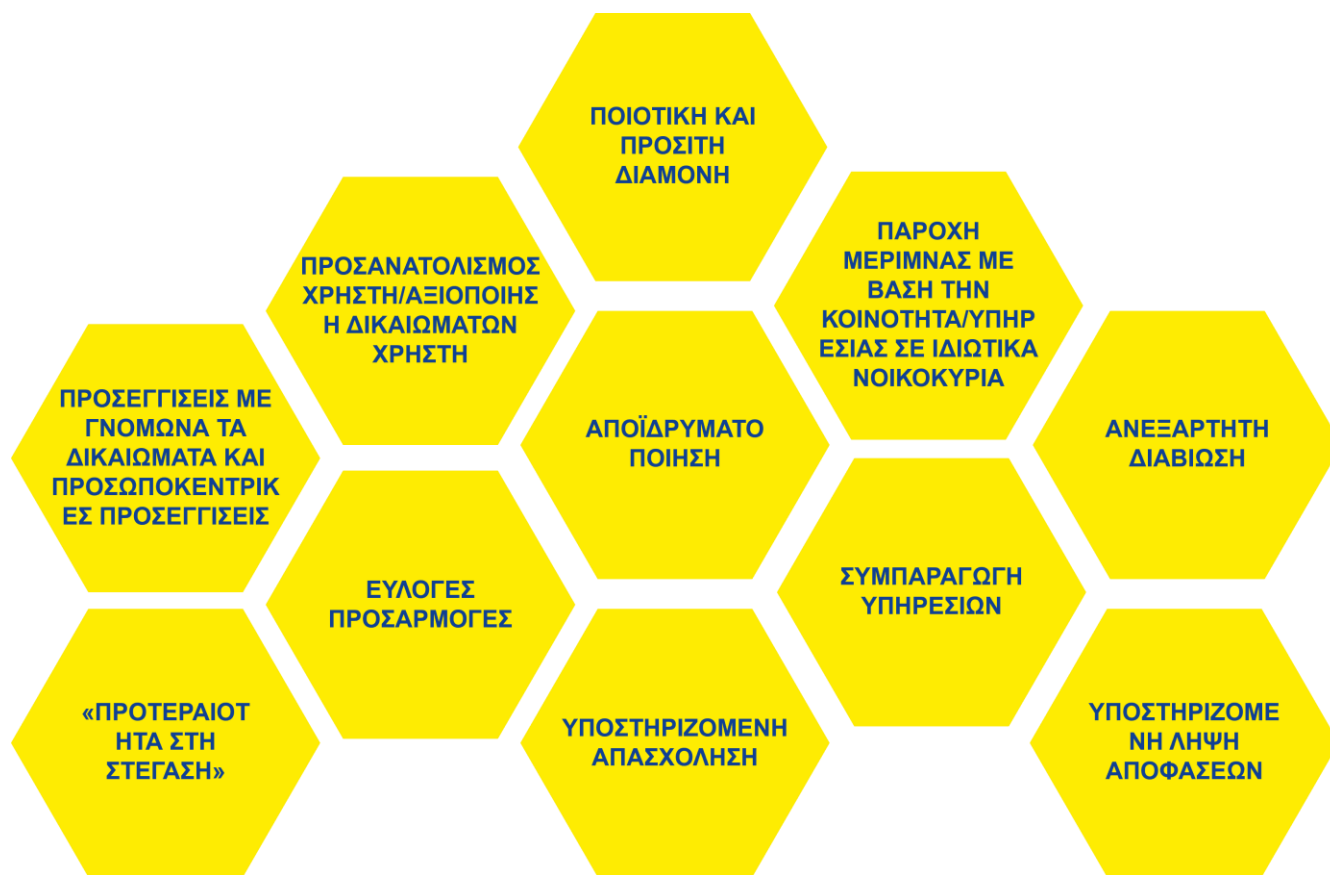 ΠΟΙΟΤΙΚΗ ΚΑΙ
ΠΡΟΣΙΤΗ
ΔΙΑΜΟΝΗ
ΠΡΟΣΑΝΑΤΟΛΙΣΜΟΣ
ΧΡΗΣΤΗ/ΑΞΙΟΠΟΙΗΣ
Η ΔΙΚΑΙΩΜΑΤΩΝ
ΧΡΗΣΤΗ
ΠΑΡΟΧΗ
ΜΕΡΙΜΝΑΣ ΜΕ
ΒΑΣΗ ΤΗΝ
ΚΟΙΝΟΤΗΤΑ/ΥΠΗΡ
ΕΣΙΑΣ ΣΕ ΙΔΙΩΤΙΚΑ
ΝΟΙΚΟΚΥΡΙΑ
ΠΡΟΣΕΓΓΙΣΕΙΣ ΜΕ
ΓΝΟΜΩΝΑ ΤΑ
ΔΙΚΑΙΩΜΑΤΑ ΚΑΙ
ΠΡΟΣΩΠΟΚΕΝΤΡΙΚ
ΕΣ ΠΡΟΣΕΓΓΙΣΕΙΣ
ΑΠΟΪΔΡΥΜΑΤΟ
ΠΟΙΗΣΗ
ΑΝΕΞΑΡΤΗΤΗ
ΔΙΑΒΙΩΣΗ
ΕΥΛΟΓΕΣ
ΠΡΟΣΑΡΜΟΓΕΣ
ΣΥΜΠΑΡΑΓΩΓΗ
ΥΠΗΡΕΣΙΩΝ
«ΠΡΟΤΕΡΑΙΟΤ
ΗΤΑ ΣΤΗ
ΣΤΕΓΑΣΗ»
ΥΠΟΣΤΗΡΙΖΟΜΕΝΗ
ΑΠΑΣΧΟΛΗΣΗ
ΥΠΟΣΤΗΡΙΖΟΜΕ
ΝΗ ΛΗΨΗ
ΑΠΟΦΑΣΕΩΝ